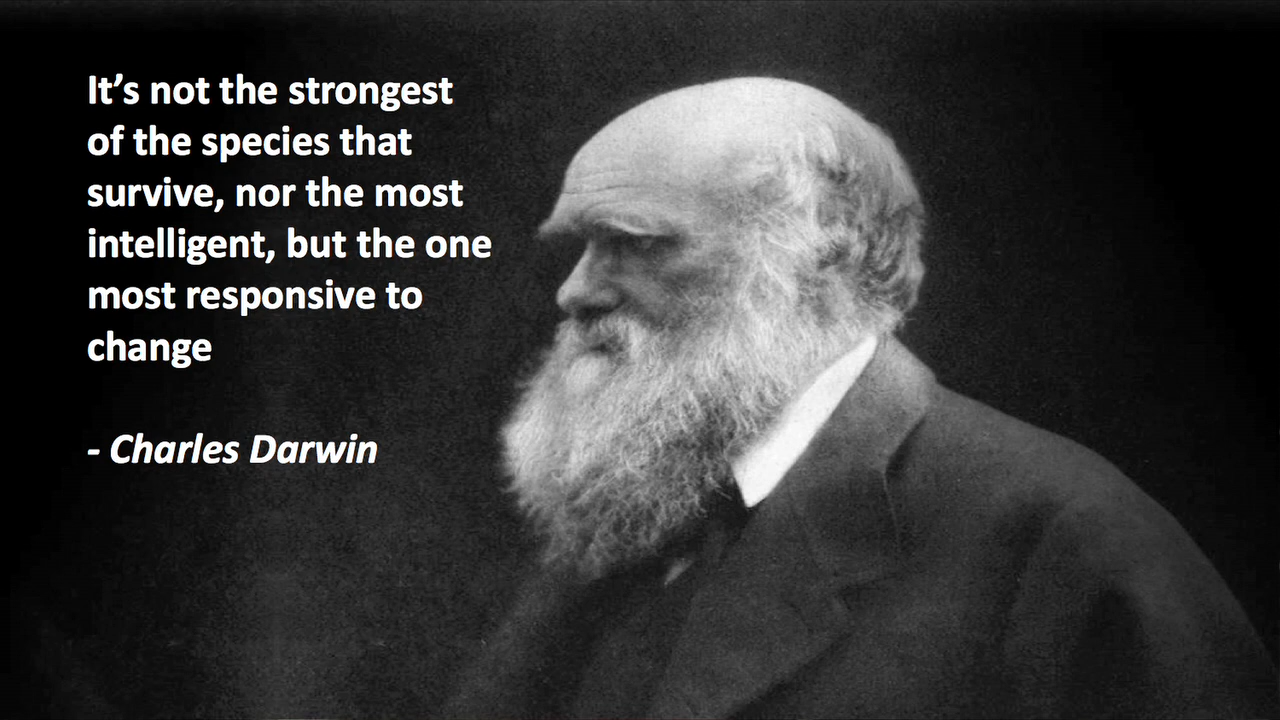 It’s not the strongest
of the species that
survive, nor the most
intelligent, but the one
most responsive to
change
- Charles Darwin